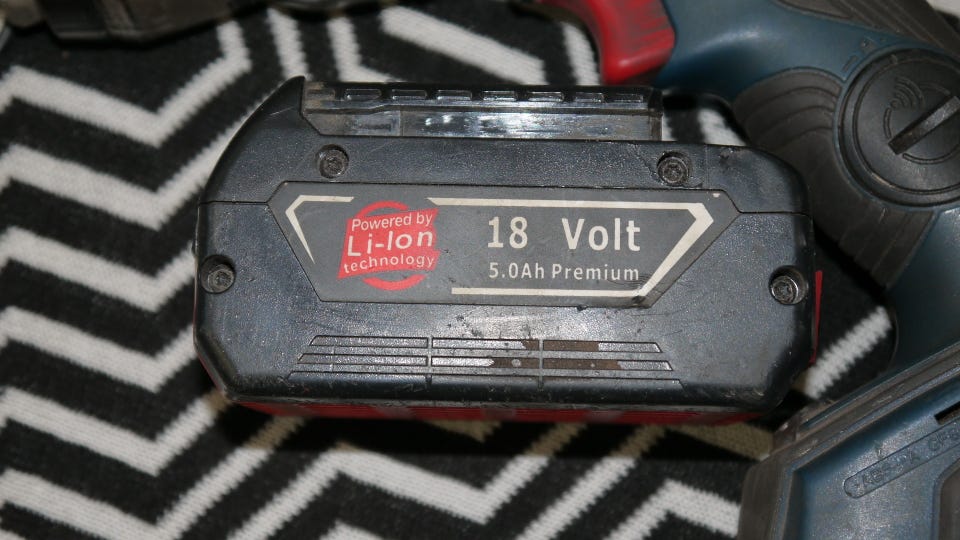 Powered by
Li-Ion
technology
18 Volt
5.0Ah Premium